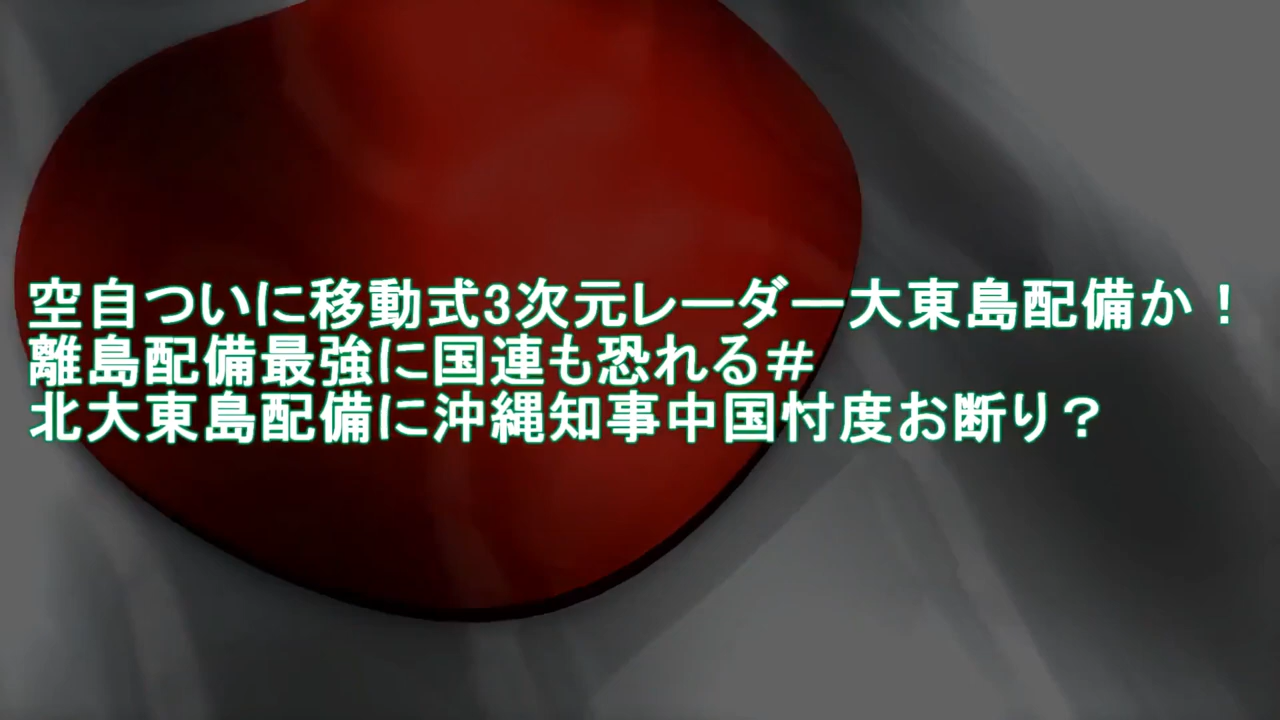 空自ついに移動式3次元レーダー大東島配備か！
離島配備最強に国連も恐れる＃
北大東島配備に沖縄知事中国忖度お断り？